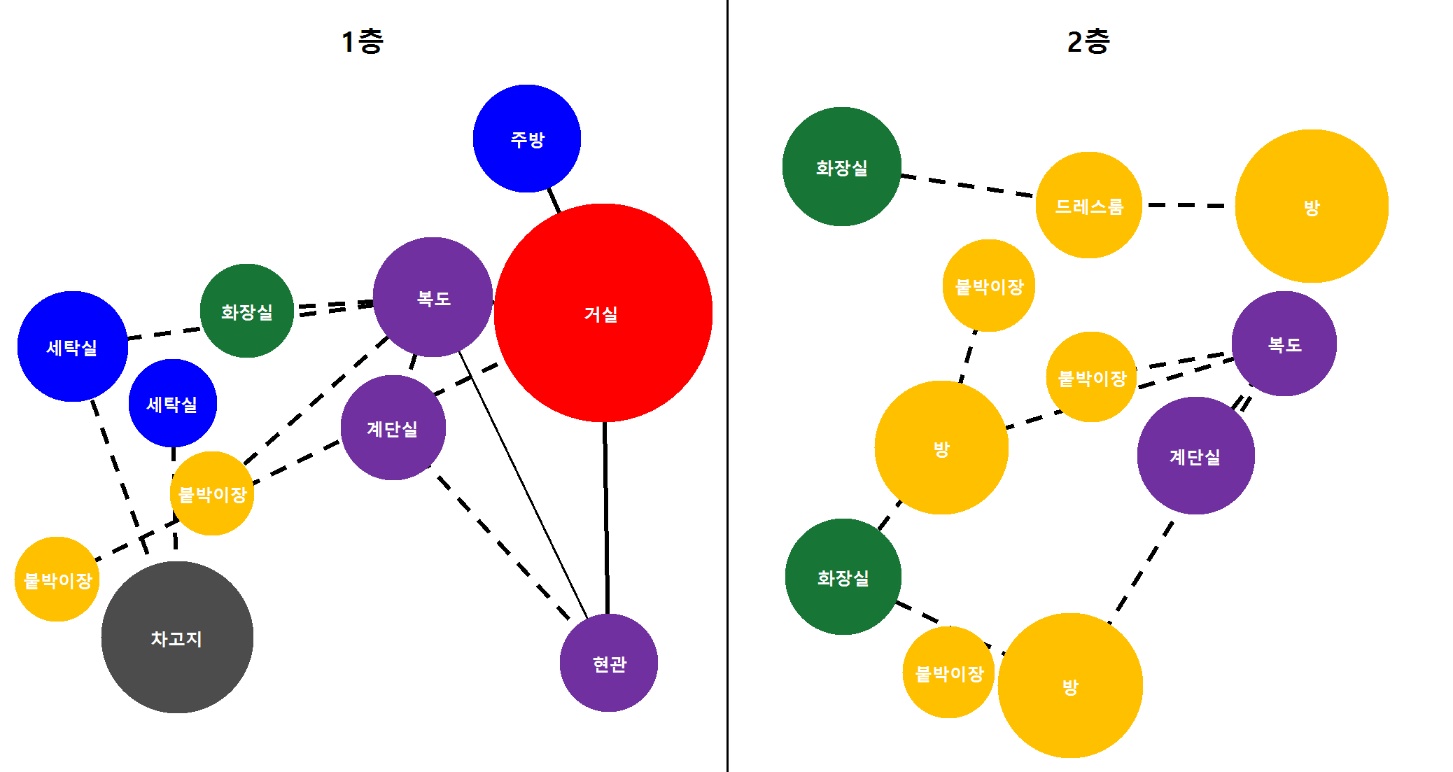 1층
주방
복도
화장실
거실
세탁실
세탁실
계단실
붙박이장
붙박이장
차고지
현관
2층
화장실
드레스룸
방
붙박이장
복도
붙박이장
방
계단실
화장실
붙박이장
방